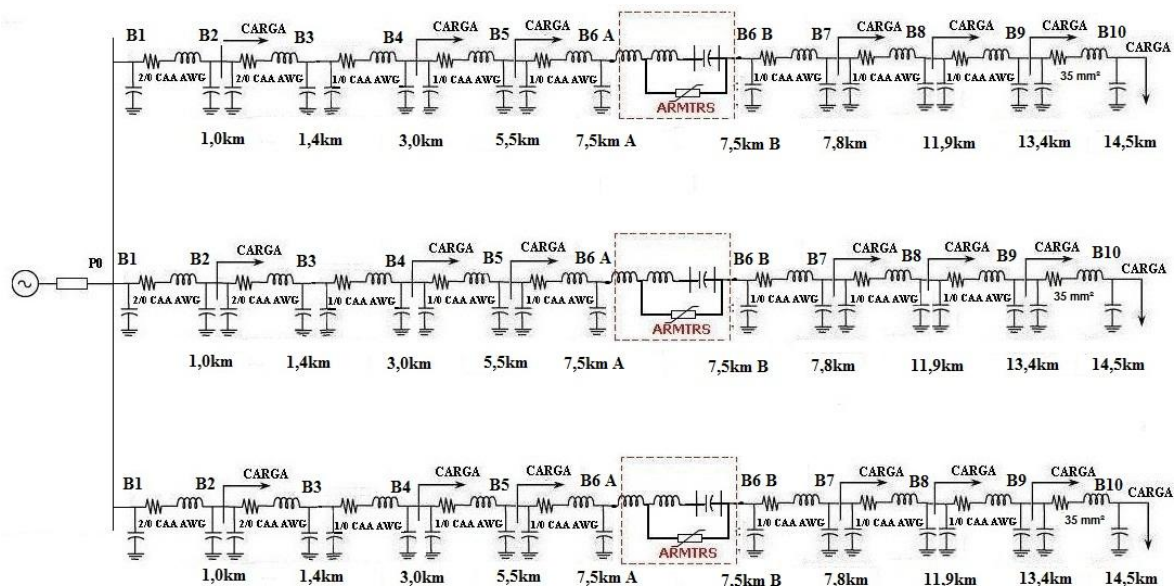 B1 B2 CARGA B3 B4 CARGA B5 CARGA B6 A B6 B B7 CARGA B8 CARGA B9 CARGA B10 CARGA
2/0 CAA AWG 2/0 CAA AWG 1/0 CAA AWG 1/0 CAA AWG 1/0 CAA AWG 1/0 CAA AWG 1/0 CAA AWG 1/0 CAA AWG 35 mm²
ARMTRS
1,0km 1,4km 3,0km 5,5km 7,5km A 7,5km B 7,8km 11,9km 13,4km 14,5km
P0
B1 B2 CARGA B3 B4 CARGA B5 CARGA B6 A B6 B B7 CARGA B8 CARGA B9 CARGA B10 CARGA
2/0 CAA AWG 2/0 CAA AWG 1/0 CAA AWG 1/0 CAA AWG 1/0 CAA AWG 1/0 CAA AWG 1/0 CAA AWG 1/0 CAA AWG 35 mm²
ARMTRS
1,0km 1,4km 3,0km 5,5km 7,5km A 7,5km B 7,8km 11,9km 13,4km 14,5km
B1 B2 CARGA B3 B4 CARGA B5 CARGA B6 A B6 B B7 CARGA B8 CARGA B9 CARGA B10 CARGA
2/0 CAA AWG 2/0 CAA AWG 1/0 CAA AWG 1/0 CAA AWG 1/0 CAA AWG 1/0 CAA AWG 1/0 CAA AWG 1/0 CAA AWG 35 mm²
ARMTRS
1,0km 1,4km 3,0km 5,5km 7,5km A 7,5km B 7,8km 11,9km 13,4km 14,5km